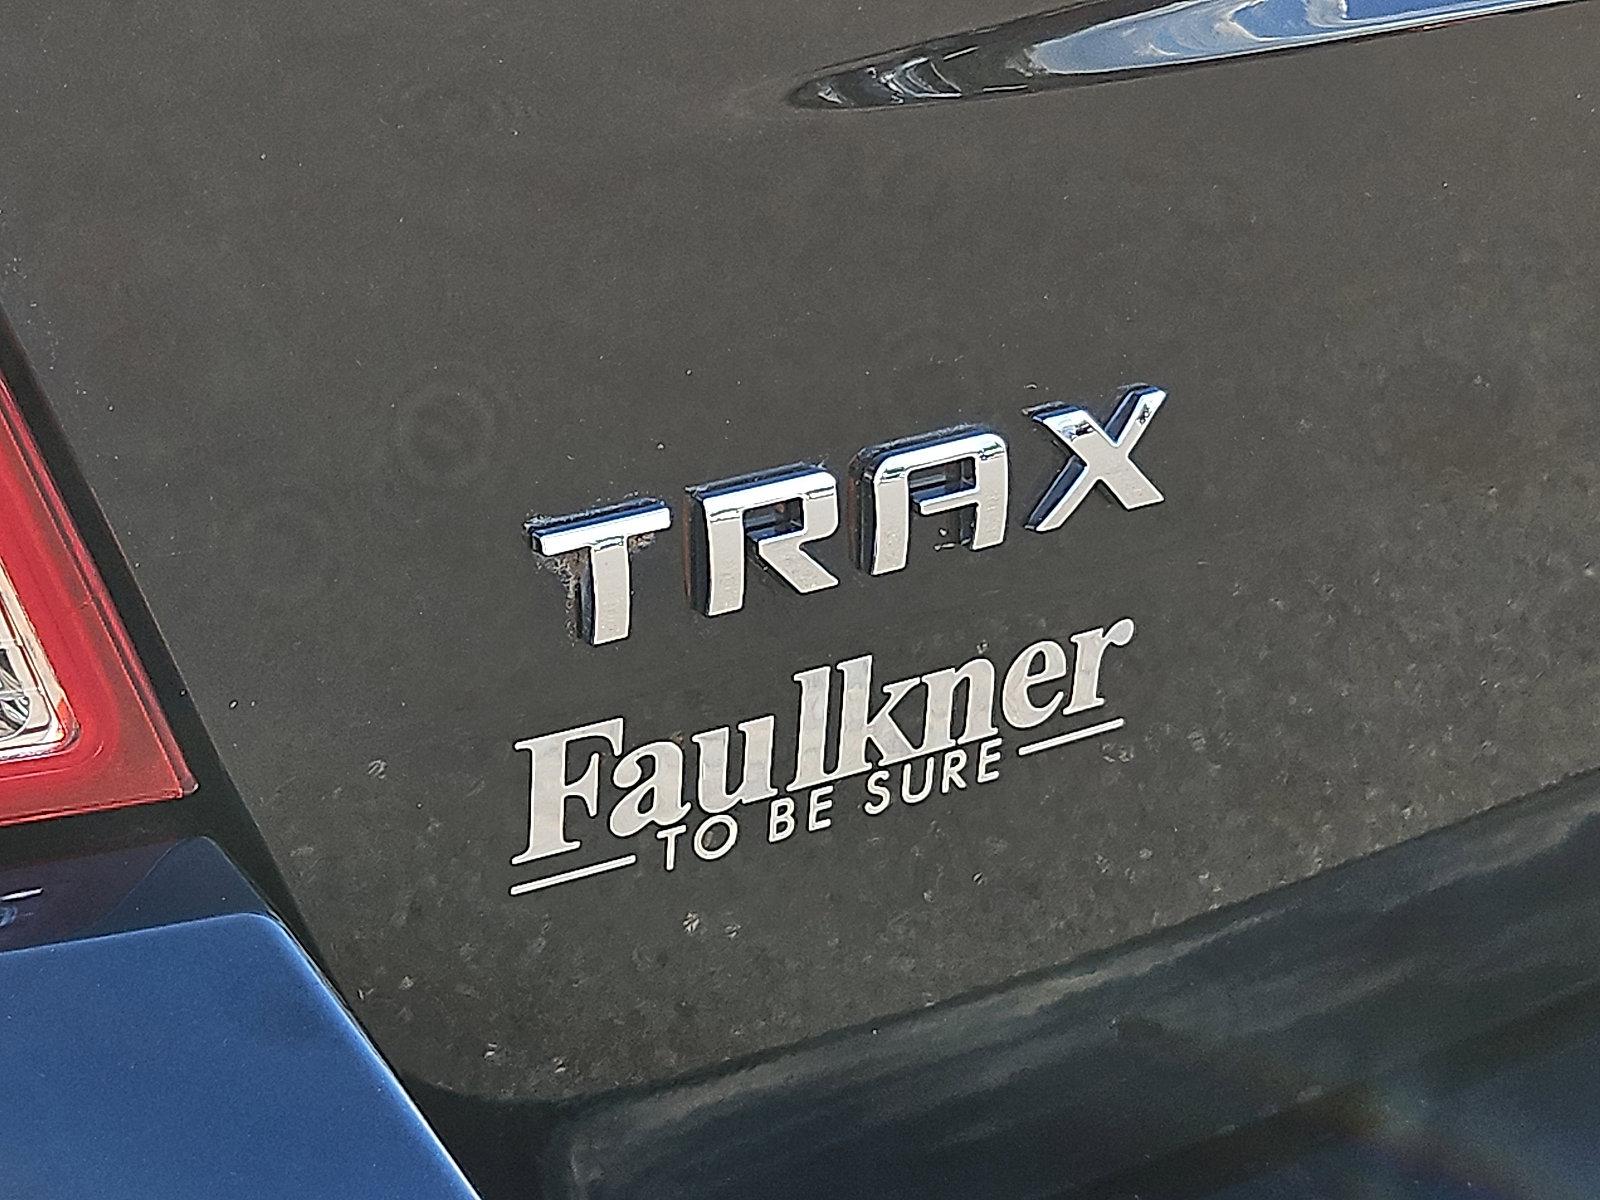 TRAX
Faulkner
TO BE SURE